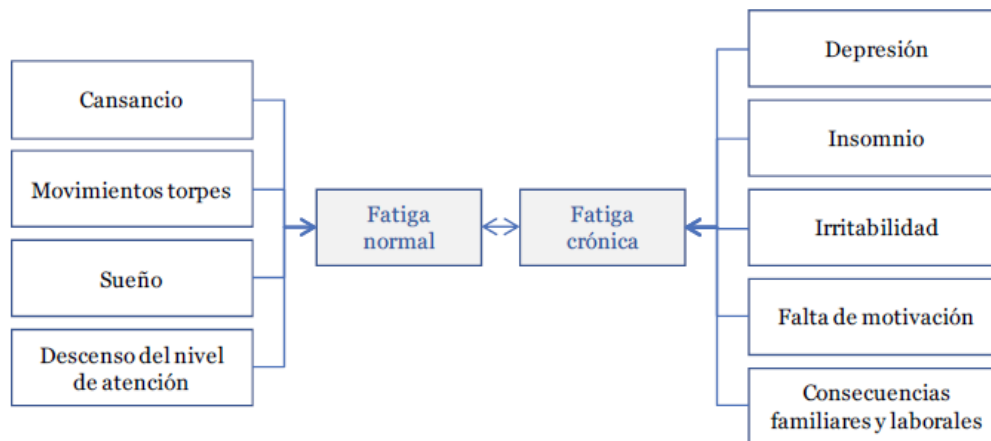 Cansancio
Movimientos torpes
Sueño
Descenso del nivel
de atención
Fatiga
normal
Fatiga
crónica
Depresión
Insomnio
Irritabilidad
Falta de motivación
Consecuencias
familiares y laborales